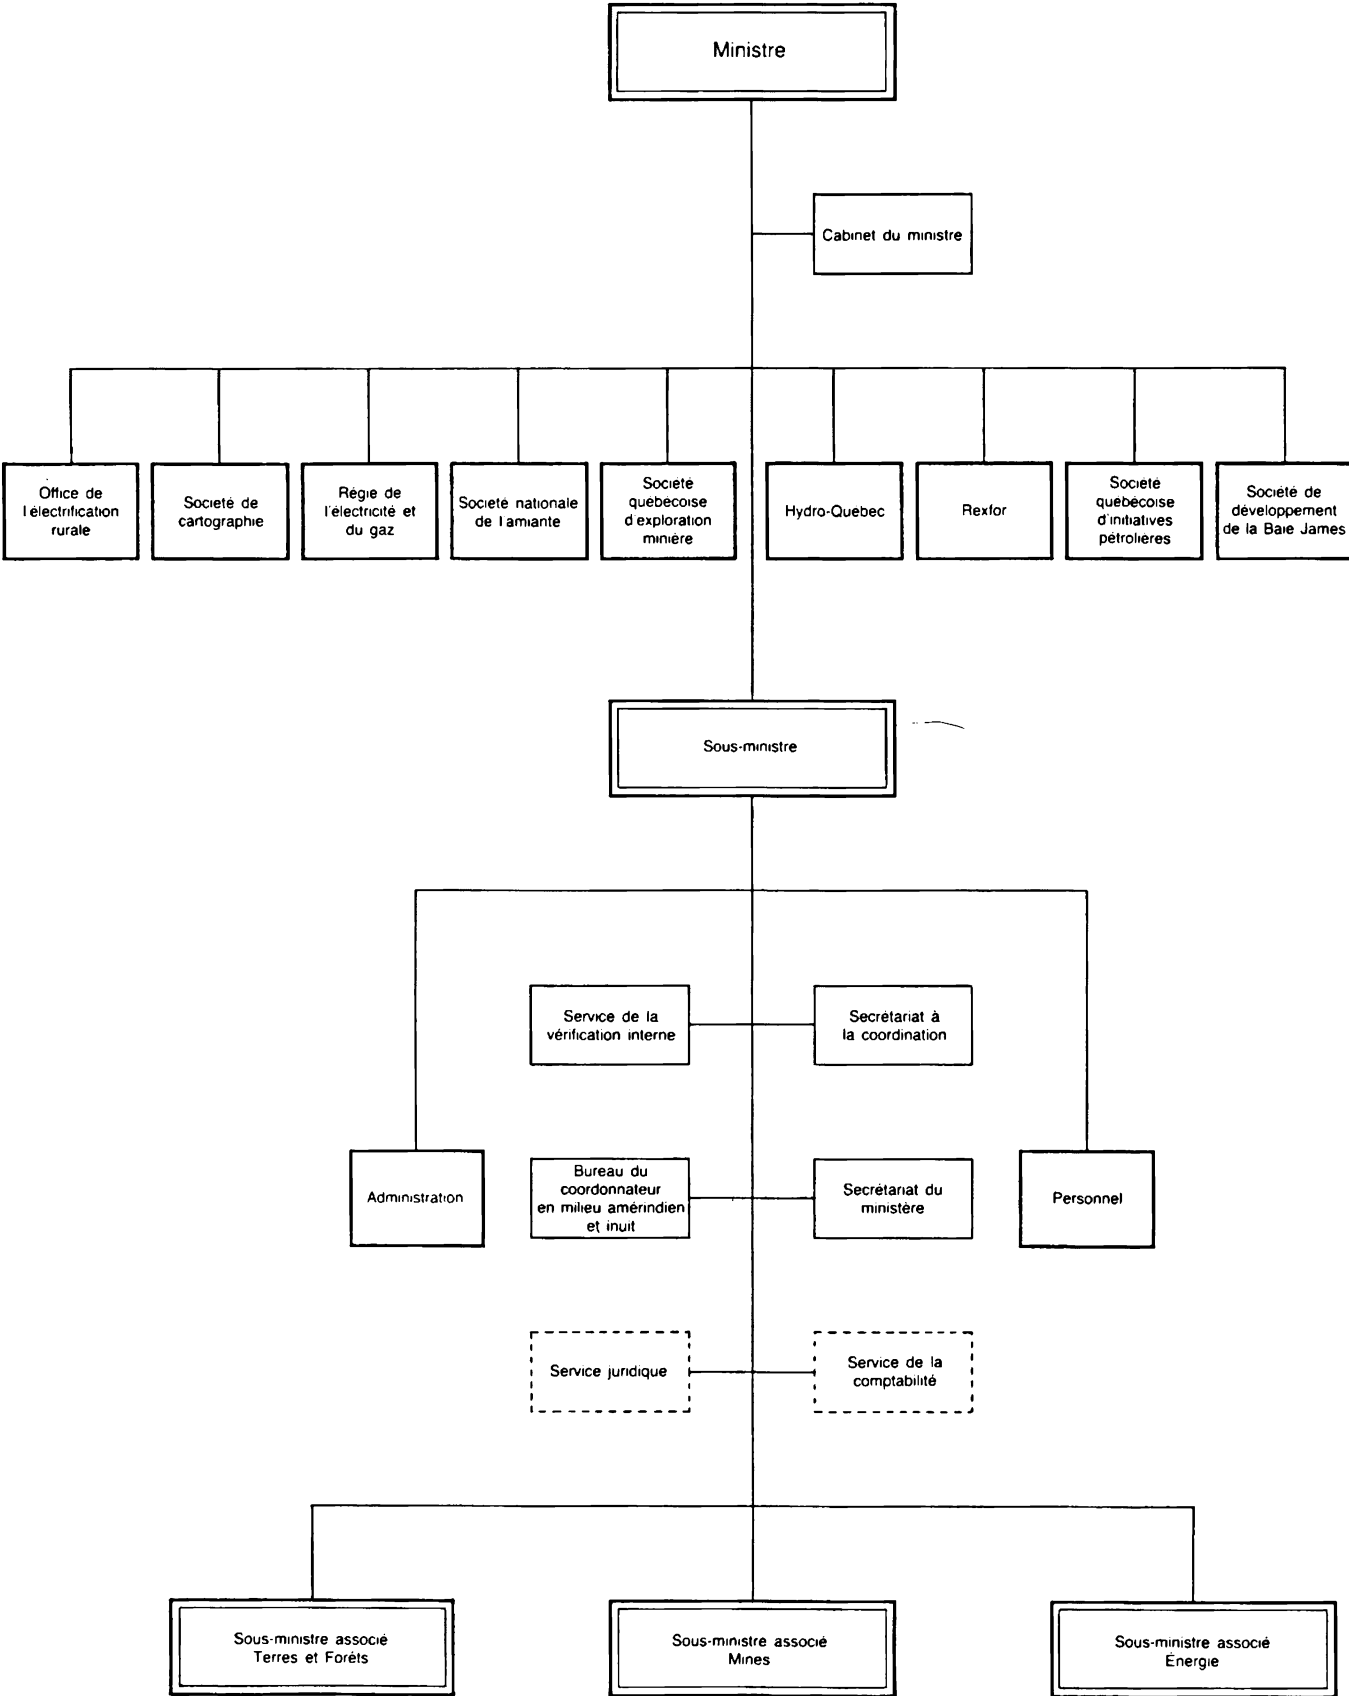 Ministre
Cabinet du ministre
Office de
l'électrification
rurale
Société de
cartographie
Régie de
l'électricité et
du gaz
Société nationale
de l'amiante
Société
québécoise
d'exploration
minière
Hydro-Québec
Rexfor
Société
québécoise
d'initiatives
pétrolières
Société de
développement
de la Baie James
Sous-ministre
Service de la
vérification interne
Secrétariat à
la coordination
Administration
Bureau du
coordonnateur
en milieu amérindien
et inuit
Secrétariat du
ministère
Personnel
Service juridique
Service de la
comptabilité
Sous-ministre associé
Terres et Forêts
Sous-ministre associé
Mines
Sous-ministre associé
Énergie